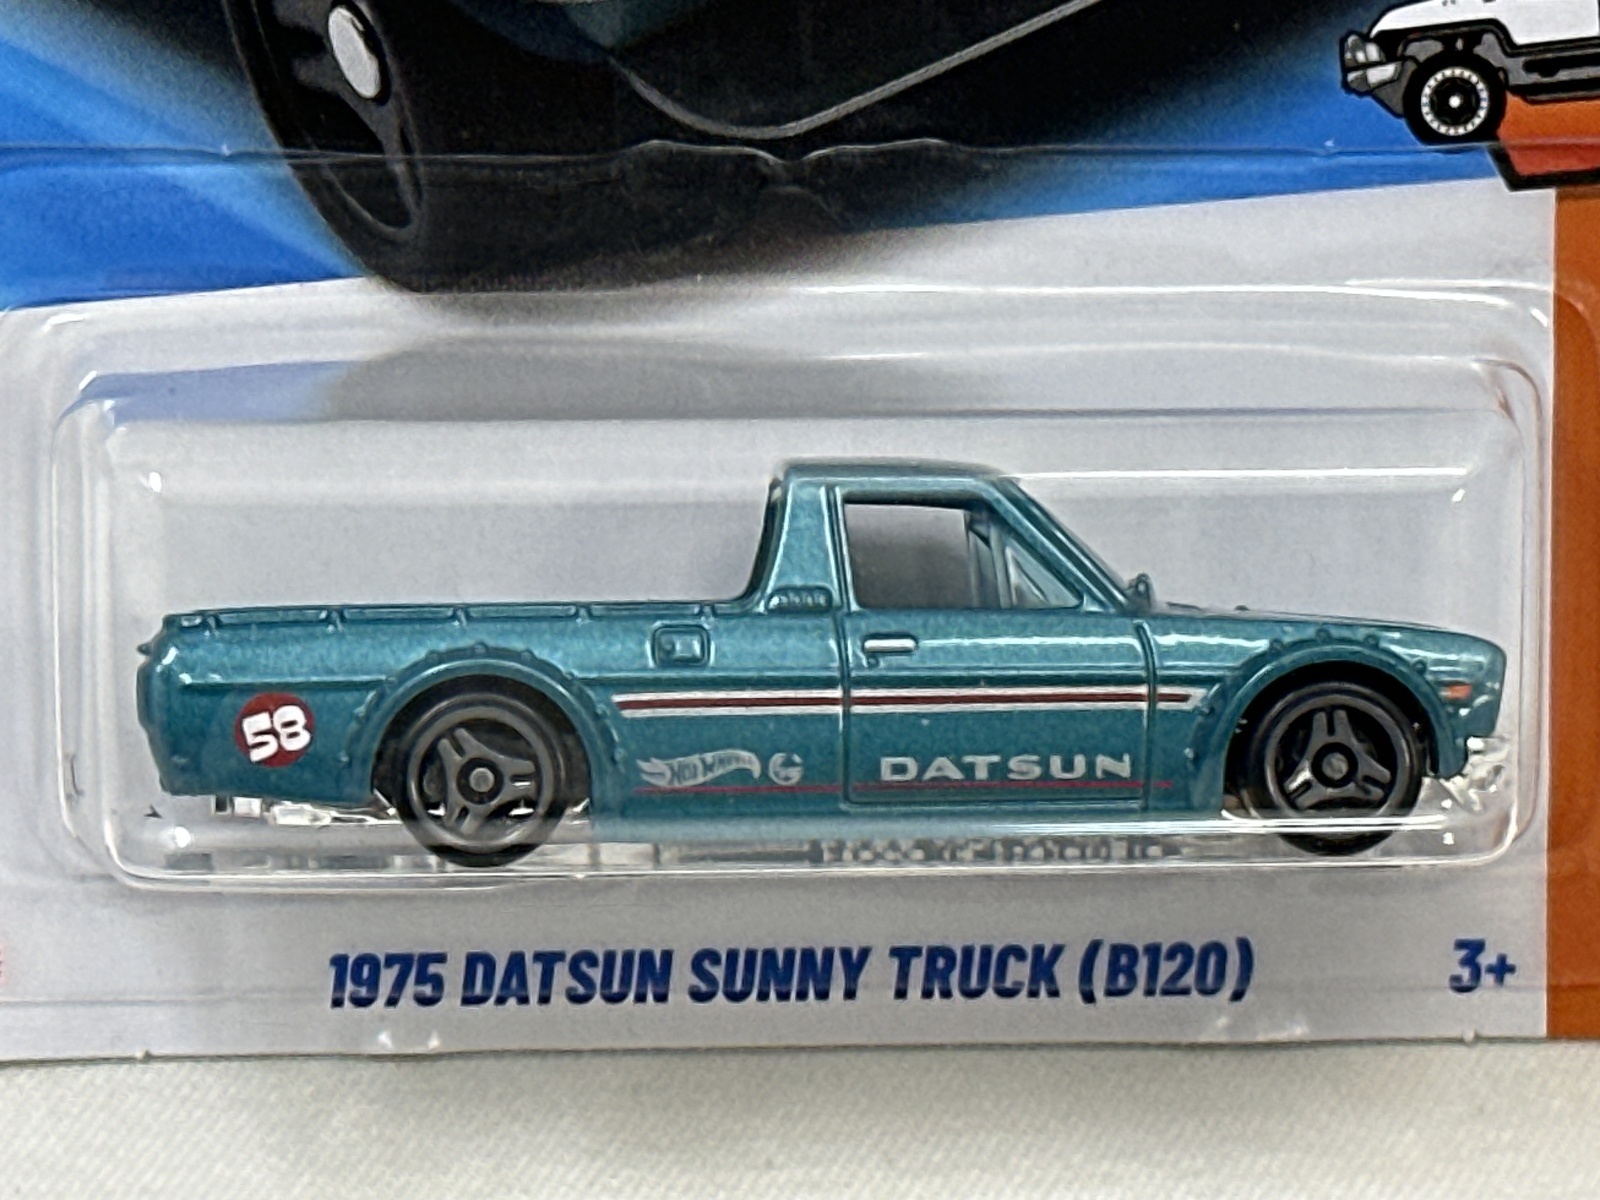 58
HOT WHEELS
DATSUN
1975 DATSUN SUNNY TRUCK (B120)
3+